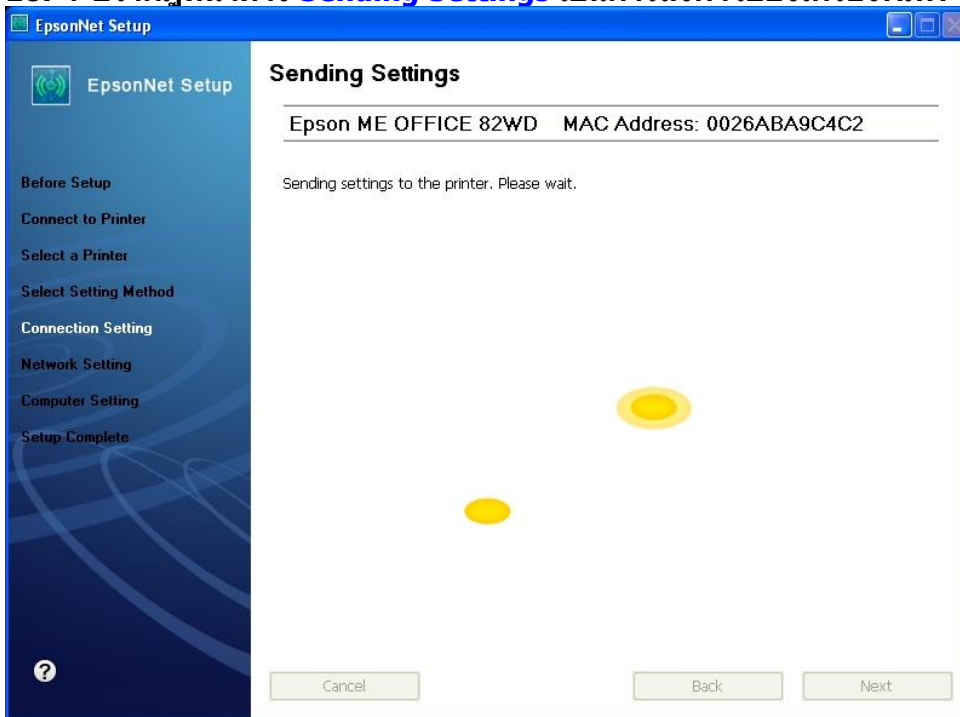 Sending Settings
EpsonNet Setup
EpsonNet Setup
Sending Settings
Epson ME OFFICE 82WD MAC Address: 0026ABA9C4C2
Before Setup
Sending settings to the printer. Please wait.
Connect to Printer
Select a Printer
Select Setting Method
Connection Setting
Network Setting
Computer Setting
Setup Complete
?
Cancel
Back
Next